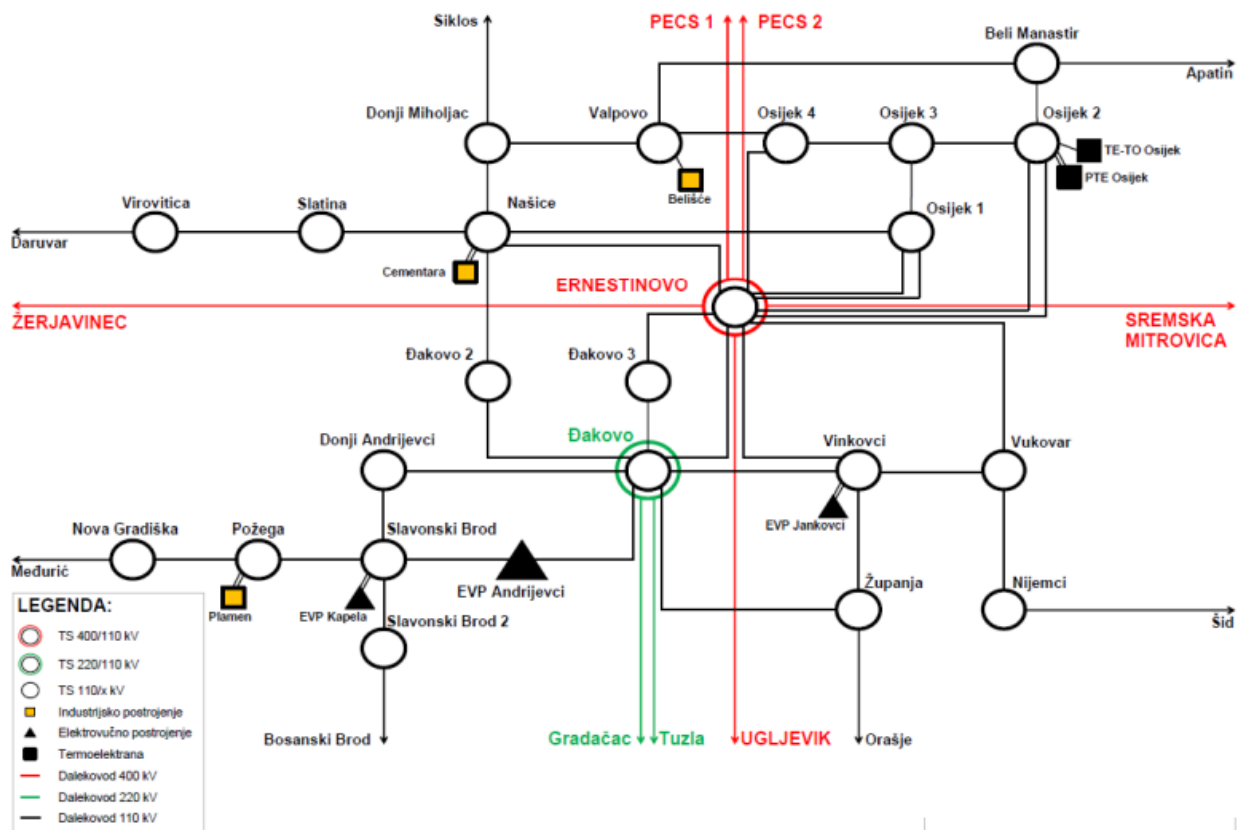 Siklos
PECS 1
PECS 2
Beli Manastir
Apatin
Donji Miholjac
Valpovo
Osijek 4
Osijek 3
Osijek 2
TE-TO Osijek
PTE Osijek
Belišće
Virovitica
Slatina
Našice
Osijek 1
Daruvar
Cementara
ERNESTINOVO
ŽERJAVINEC
SREMSKA
MITROVICA
Đakovo 2
Đakovo 3
Donji Andrijevci
Đakovo
Vinkovci
Vukovar
EVP Jankovci
Nova Gradiška
Požega
Slavonski Brod
Međurić
EVP Andrijevci
Županja
Nijemci
Plamen
EVP Kapela
Slavonski Brod 2
Šid
LEGENDA:
TS 400/110 kV
TS 220/110 kV
TS 110/x kV
Industrijsko postrojenje
Elektrovučno postrojenje
Termoelektrana
Dalekovod 400 kV
Dalekovod 220 kV
Dalekovod 110 kV
Bosanski Brod
Gradačac
Tuzla
UGLJEVIK
Orašje